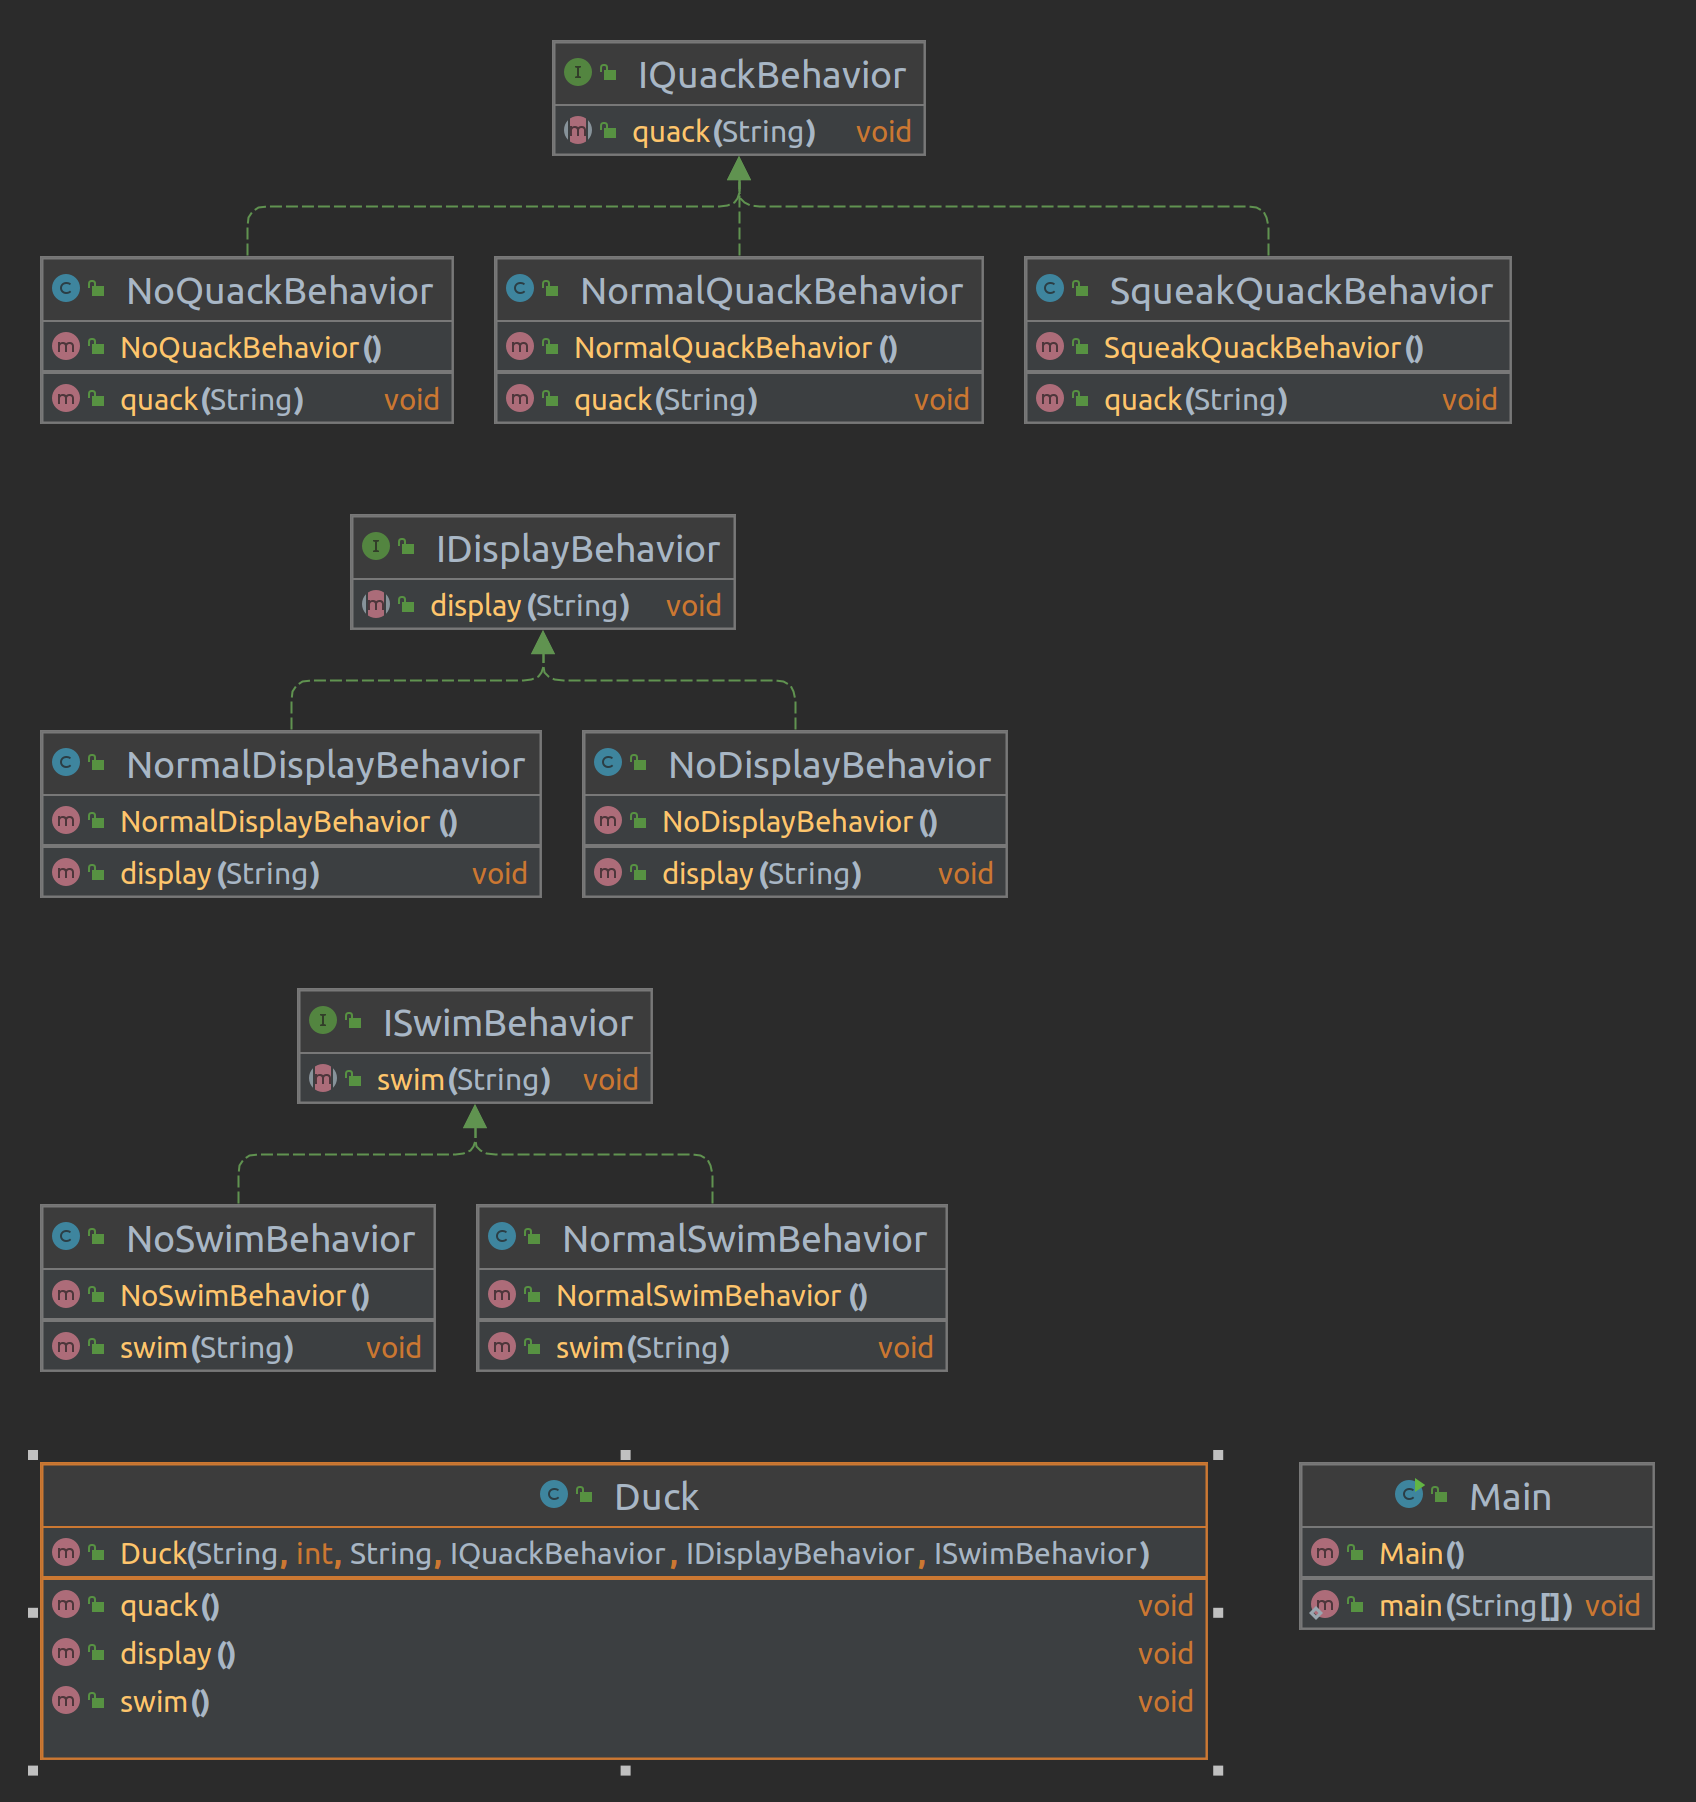 IQuackBehavior
quack(String) void
NoQuackBehavior
NoQuackBehavior()
quack(String) void
NormalQuackBehavior
NormalQuackBehavior()
quack(String) void
SqueakQuackBehavior
SqueakQuackBehavior()
quack(String) void
IDisplayBehavior
display(String) void
NormalDisplayBehavior
NormalDisplayBehavior()
display(String) void
NoDisplayBehavior
NoDisplayBehavior()
display(String) void
ISwimBehavior
swim(String) void
NoSwimBehavior
NoSwimBehavior()
swim(String) void
NormalSwimBehavior
NormalSwimBehavior()
swim(String) void
Duck
Duck(String, int, String, IQuackBehavior, IDisplayBehavior, ISwimBehavior)
quack() void
display() void
swim() void
Main
Main()
main(String[]) void